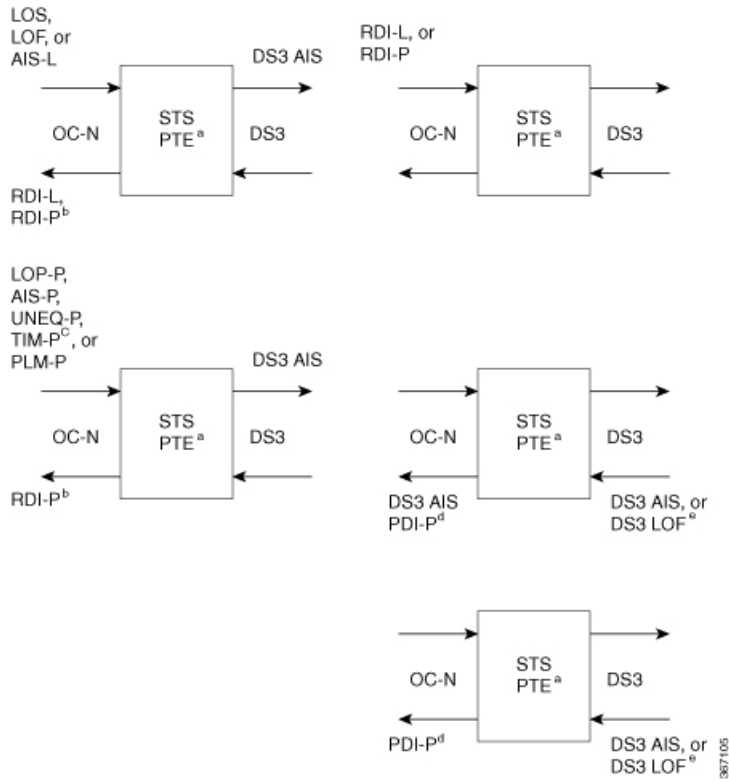 LOS,
LOF, or
AIS-L
DS3 AIS
OC-N
STS
PTE a
DS3
RDI-L,
RDI-P b
RDI-L, or
RDI-P
OC-N
STS
PTE a
DS3
LOP-P,
AIS-P,
UNEQ-P,
TIM-P C, or
PLM-P
DS3 AIS
OC-N
STS
PTE a
DS3
RDI-P b
OC-N
STS
PTE a
DS3
DS3 AIS
PDI-P d
DS3 AIS, or
DS3 LOF e
OC-N
STS
PTE a
DS3
PDI-P d
DS3 AIS, or
DS3 LOF e
367105